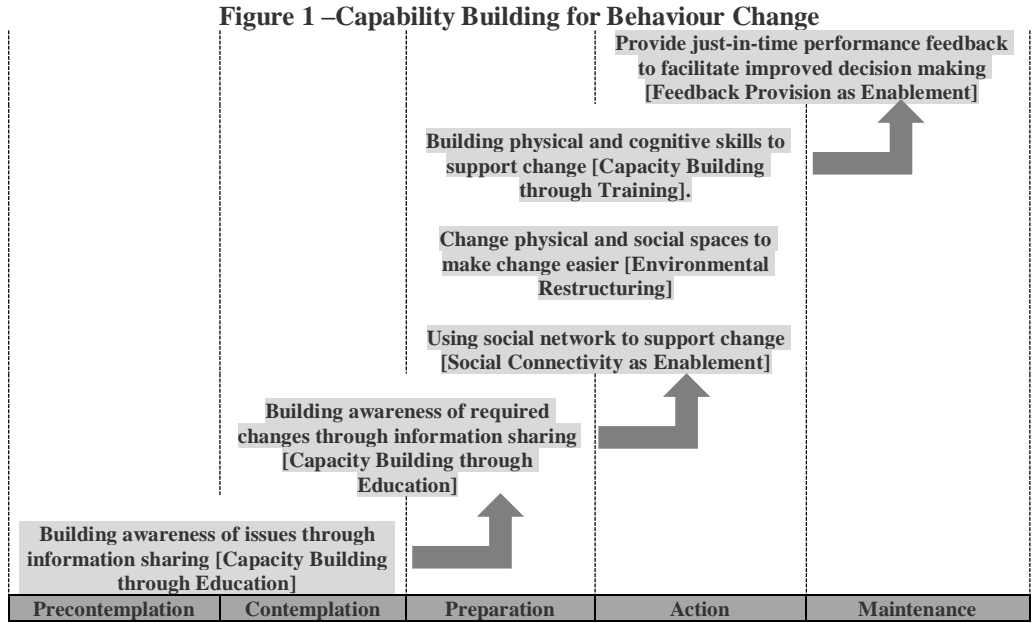 Figure 1 –Capability Building for Behaviour Change
Provide just-in-time performance feedback
to facilitate improved decision making
[Feedback Provision as Enablement]
Building physical and cognitive skills to
support change [Capacity Building
through Training].
Change physical and social spaces to
make change easier [Environmental
Restructuring]
Using social network to support change
[Social Connectivity as Enablement]
Building awareness of required
changes through information sharing
[Capacity Building through
Education]
Building awareness of issues through
information sharing [Capacity Building
through Education]
Precontemplation Contemplation Preparation Action Maintenance